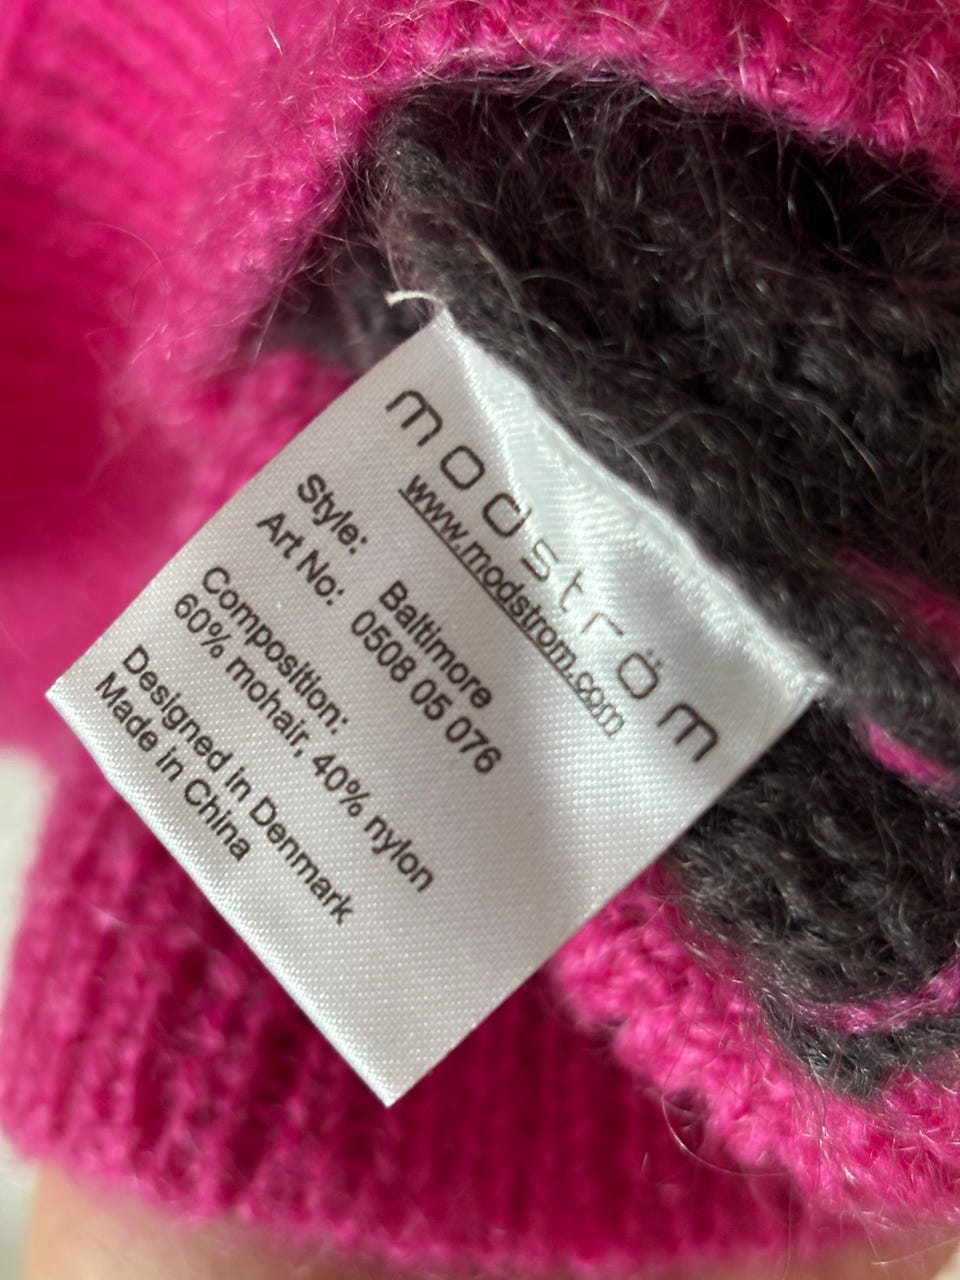 modström
www.modstrom.com
Style: Baltimore
Art No: 0508 05 076
Composition:
60% mohair, 40% nylon
Designed in Denmark
Made in China